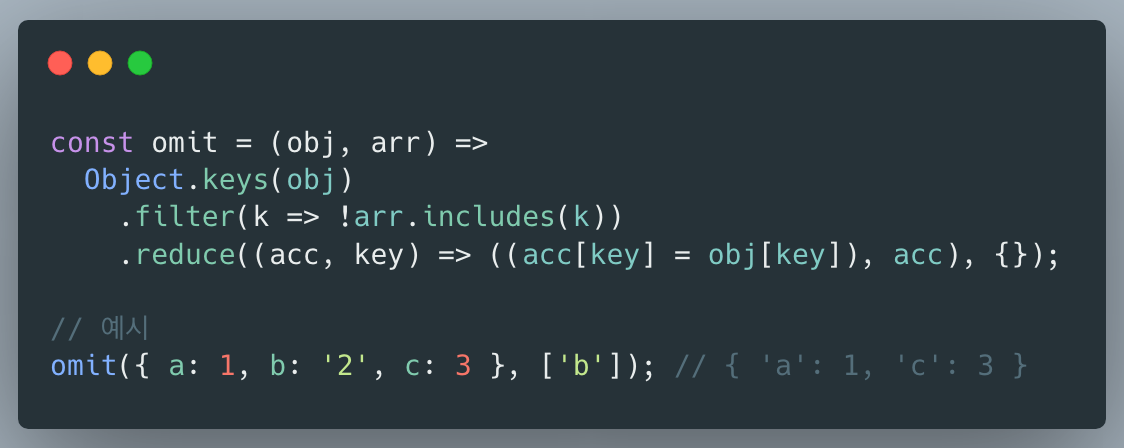 const omit = (obj, arr) =>
  Object.keys(obj)
    .filter(k => !arr.includes(k))
    .reduce((acc, key) => ((acc[key] = obj[key]), acc), {});
// 예시
omit({ a: 1, b: '2', c: 3 }, ['b']); // { 'a': 1, 'c': 3 }